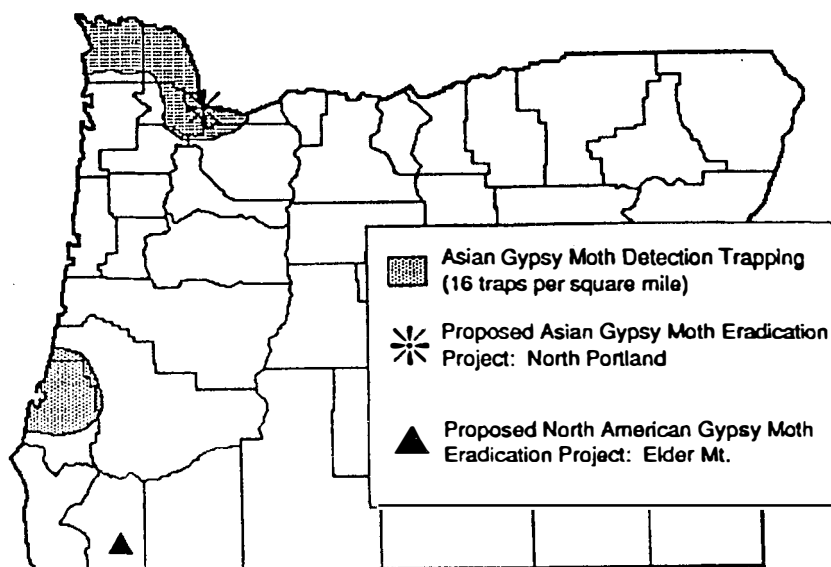 Asian Gypsy Moth Detection Trapping
(16 traps per square mile)
Proposed Asian Gypsy Moth Eradication
Project: North Portland
Proposed North American Gypsy Moth
Eradication Project: Elder Mt.